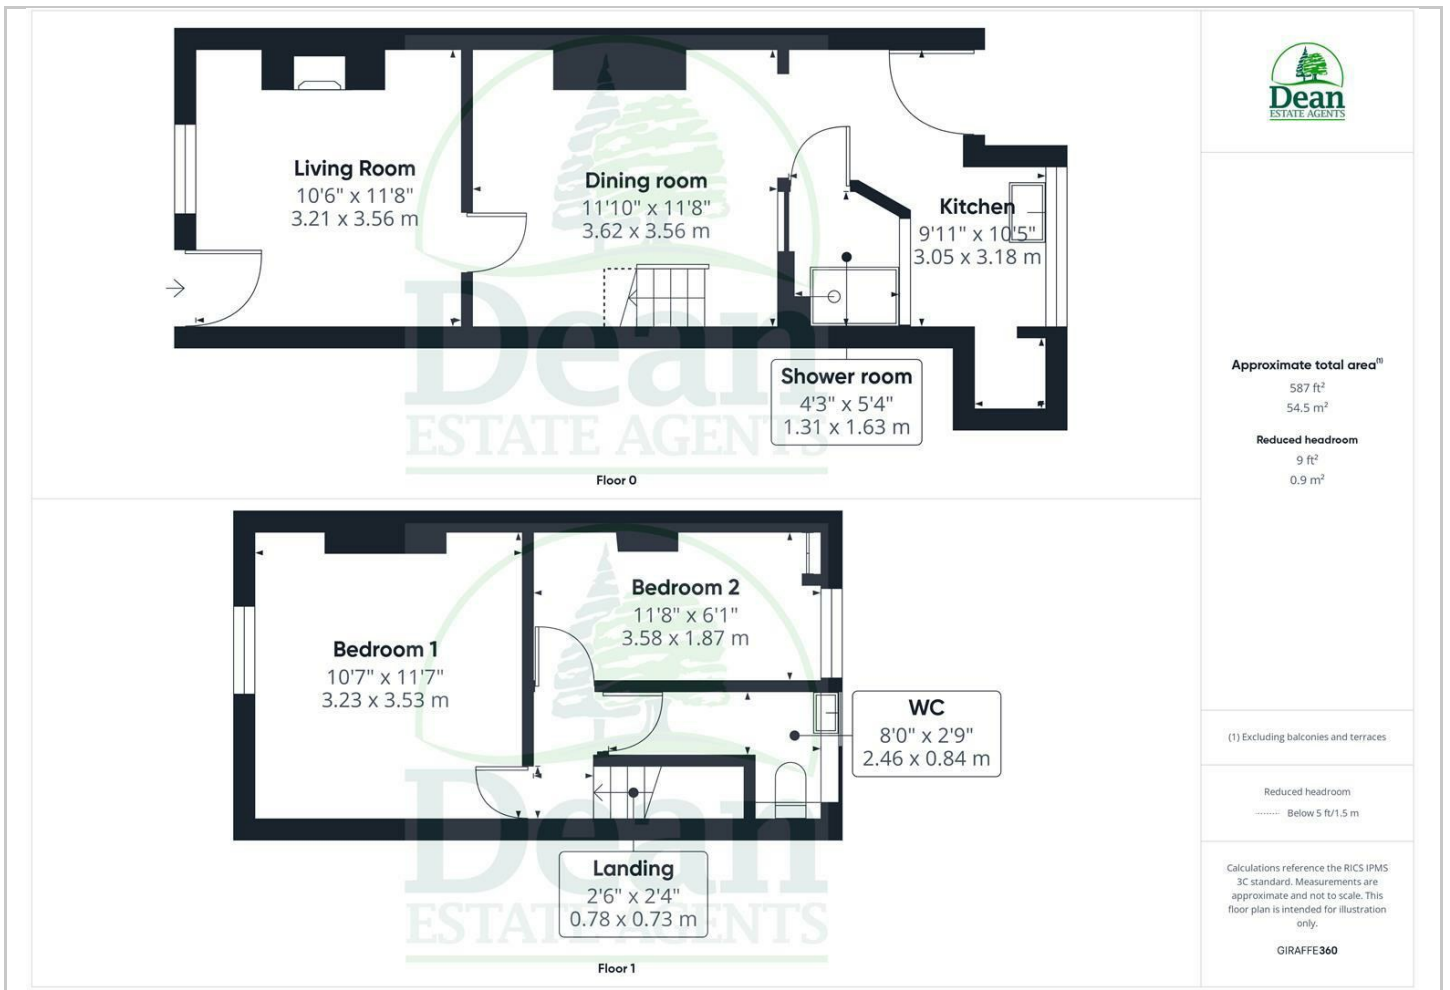 Living Room
10'6" x 11'8"
3.21 x 3.56 m
Dining room
11'10" x 11'8"
3.62 x 3.56 m
Kitchen
9'11" x 10'5"
3.05 x 3.18 m
Shower room
4'3" x 5'4"
1.31 x 1.63 m
Dean
ESTATE AGENTS
Floor 0
Bedroom 1
10'7" x 11'7"
3.23 x 3.53 m
Bedroom 2
11'8" x 6'1"
3.58 x 1.87 m
WC
8'0" x 2'9"
2.46 x 0.84 m
Landing
2'6" x 2'4"
0.78 x 0.73 m
Dean
ESTATE AGENTS
Floor 1
Dean
ESTATE AGENTS
Approximate total area(1)
587 ft²
54.5 m²
Reduced headroom
9 ft²
0.9 m²
(1) Excluding balconies and terraces
Reduced headroom
Below 5 ft/1.5 m
Calculations reference the RICS IPMS
3C standard. Measurements are
approximate and not to scale. This
floor plan is intended for illustration
only.
GIRAFFE360